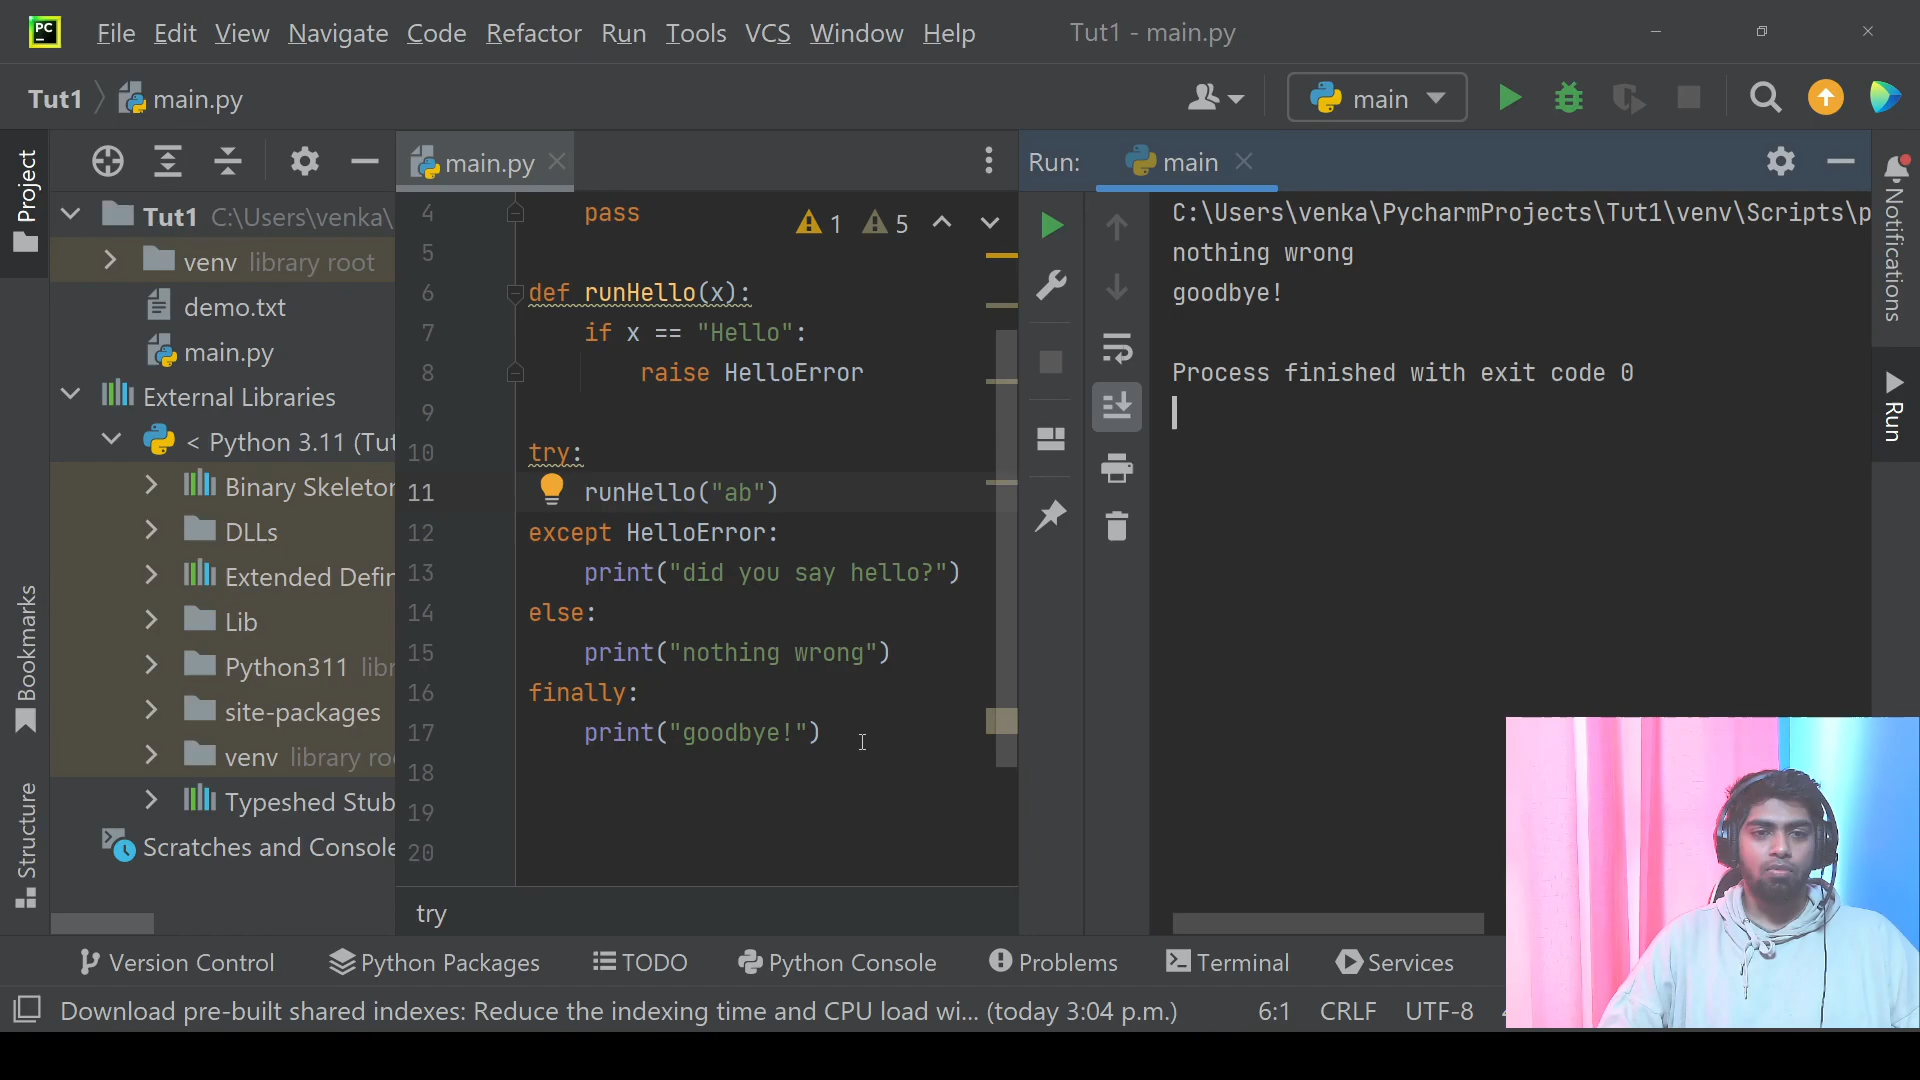 PC File Edit View Navigate Code Refactor Run Tools VCS Window Help Tut1 - main.py
Tut1 main.py main
Project
main.py
Run: main
Notifications
Run
Tut1 C:\Users\venka\
venv library root
demo.txt
main.py
External Libraries
< Python 3.11 (Tut
Binary Skeletor
DLLs
Extended Defir
Lib
Python311 libr
site-packages
venv library ro
Typeshed Stub
Scratches and Console
Bookmarks
Structure
1 5
4 pass
5
6 def runHello(x):
7 if x == "Hello":
8 raise HelloError
9
10 try:
11 runHello("ab")
12 except HelloError:
13 print("did you say hello?")
14 else:
15 print("nothing wrong")
16 finally:
17 print("goodbye!")
18
19
20
try
C:\Users\venka\PycharmProjects\Tut1\venv\Scripts\p
nothing wrong
goodbye!
Process finished with exit code 0
Version Control Python Packages TODO Python Console Problems Terminal Services
Download pre-built shared indexes: Reduce the indexing time and CPU load wi... (today 3:04 p.m.) 6:1 CRLF UTF-8